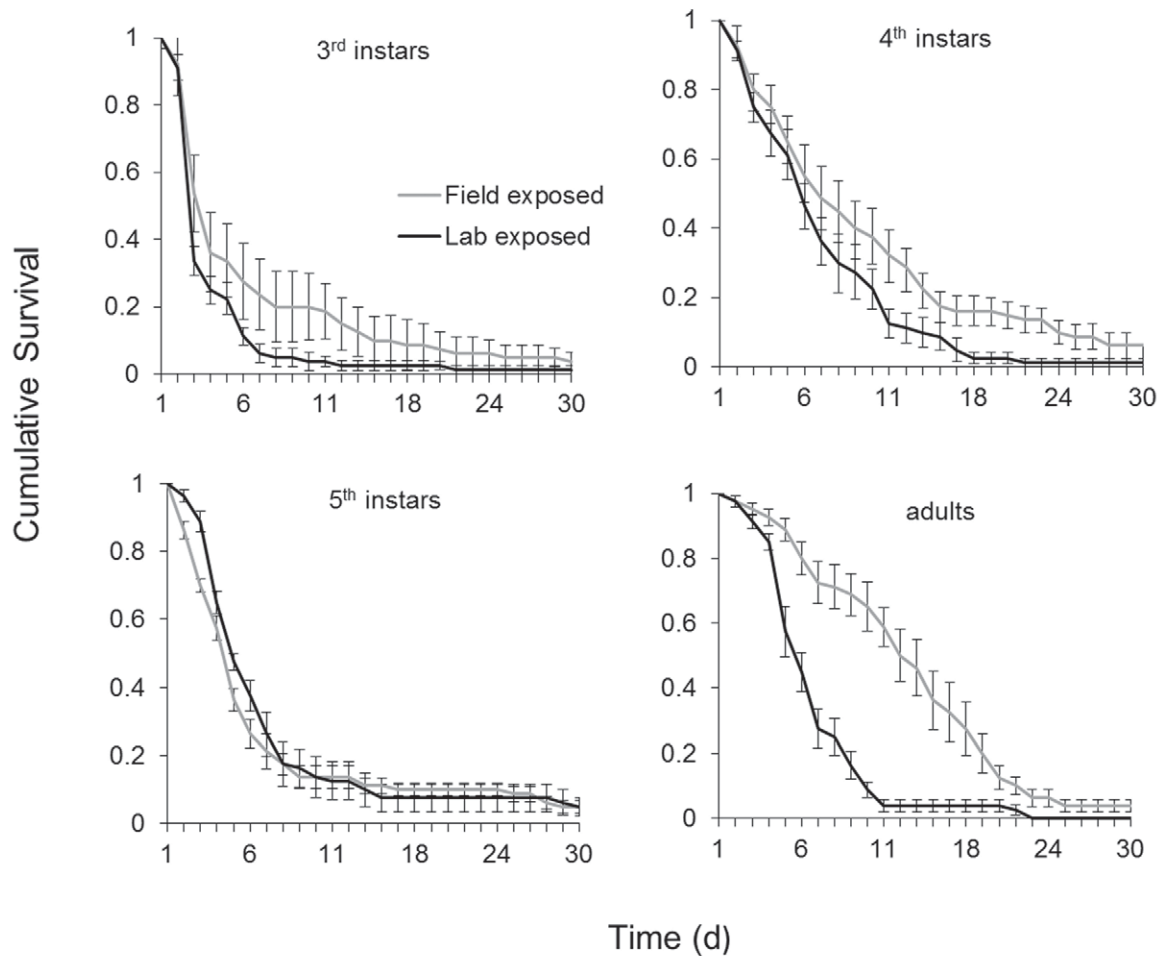 Cumulative Survival
3rd instars
1
0.8
0.6
0.4
0.2
0
1 6 11 18 24 30
Field exposed
Lab exposed
4th instars
1
0.8
0.6
0.4
0.2
0
1 6 11 18 24 30
5th instars
1
0.8
0.6
0.4
0.2
0
1 6 11 18 24 30
adults
1
0.8
0.6
0.4
0.2
0
1 6 11 18 24 30
Time (d)